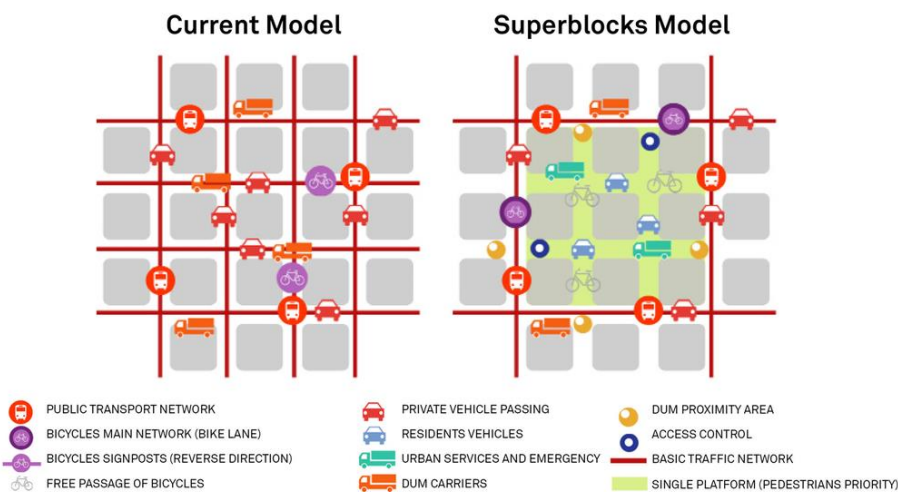 Current Model
Superblocks Model
PUBLIC TRANSPORT NETWORK
BICYCLES MAIN NETWORK (BIKE LANE)
BICYCLES SIGNPOSTS (REVERSE DIRECTION)
FREE PASSAGE OF BICYCLES
PRIVATE VEHICLE PASSING
RESIDENTS VEHICLES
URBAN SERVICES AND EMERGENCY
DUM CARRIERS
DUM PROXIMITY AREA
ACCESS CONTROL
BASIC TRAFFIC NETWORK
SINGLE PLATFORM (PEDESTRIANS PRIORITY)